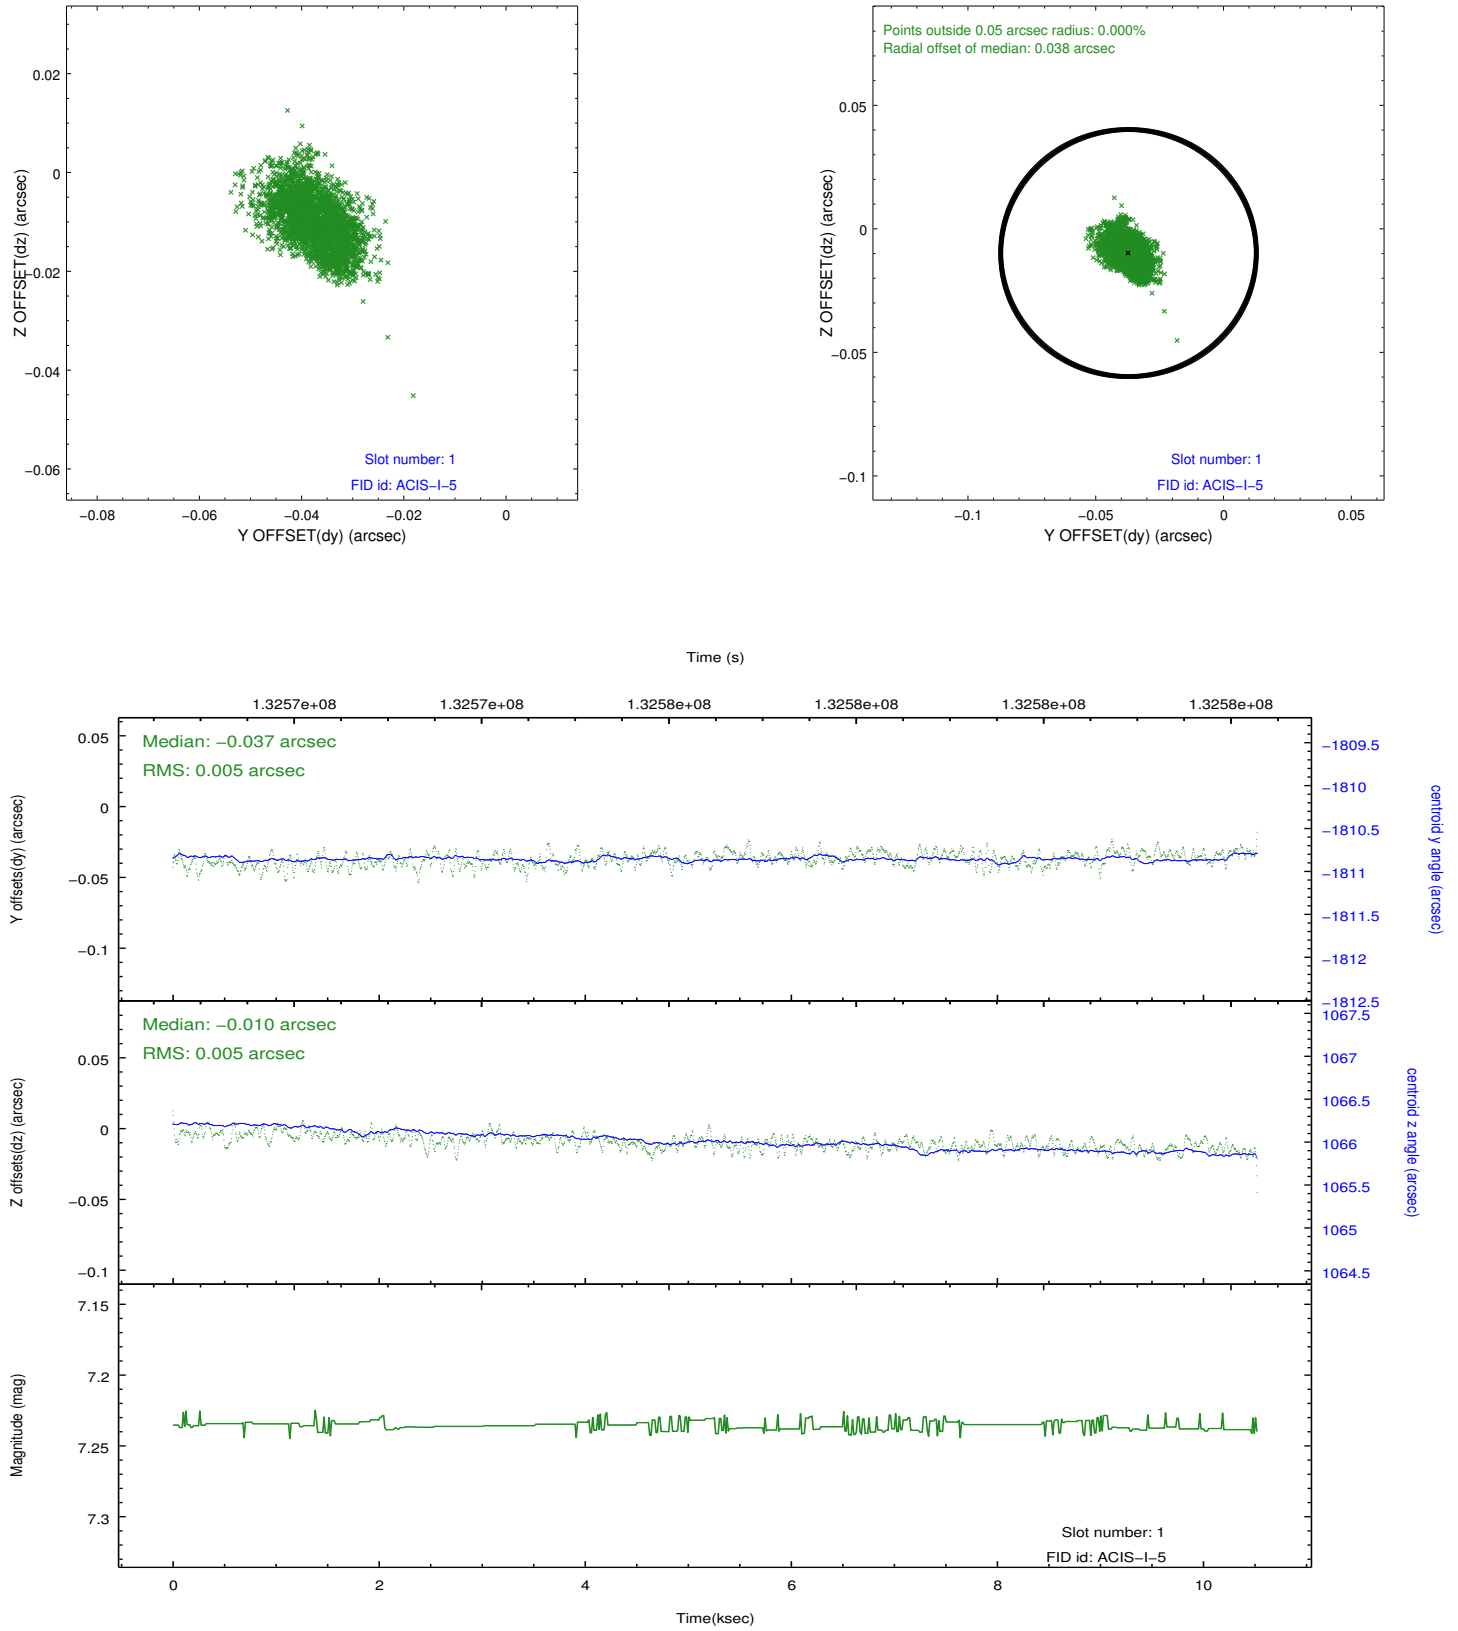 0.02
0
−0.02
−0.04
−0.06
Z OFFSET(dz) (arcsec)
Slot number: 1
FID id: ACIS−I−5
−0.08
−0.06
−0.04
−0.02
0
Y OFFSET(dy) (arcsec)
Points outside 0.05 arcsec radius: 0.000%
Radial offset of median: 0.038 arcsec
0.05
0
−0.05
−0.1
Z OFFSET(dz) (arcsec)
Slot number: 1
FID id: ACIS−I−5
−0.1
−0.05
0
0.05
Y OFFSET(dy) (arcsec)
Time (s)
1.3257e+08
1.3257e+08
1.3258e+08
1.3258e+08
1.3258e+08
1.3258e+08
Median: −0.037 arcsec
RMS: 0.005 arcsec
0.05
0
−0.05
−0.1
Y offsets(dy) (arcsec)
−1809.5
−1810
−1810.5
−1811
−1811.5
−1812
−1812.5
centroid y angle (arcsec)
Median: −0.010 arcsec
RMS: 0.005 arcsec
0.05
0
−0.05
−0.1
Z offsets(dz) (arcsec)
1067.5
1067
1066.5
1066
1065.5
1065
1064.5
centroid z angle (arcsec)
7.15
7.2
7.25
7.3
Magnitude (mag)
Slot number: 1
FID id: ACIS−I−5
0
2
4
6
8
10
Time(ksec)